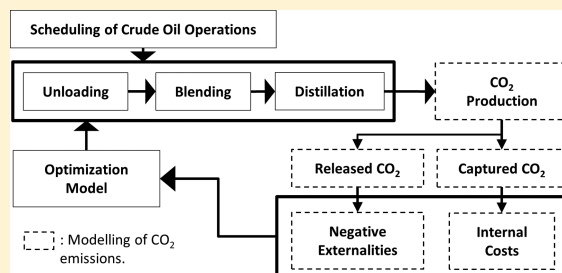 Scheduling of Crude Oil Operations
Unloading
Blending
Distillation
CO₂
Production
Optimization
Model
Released CO₂
Captured CO₂
Negative
Externalities
Internal
Costs
: Modelling of CO₂
emissions.